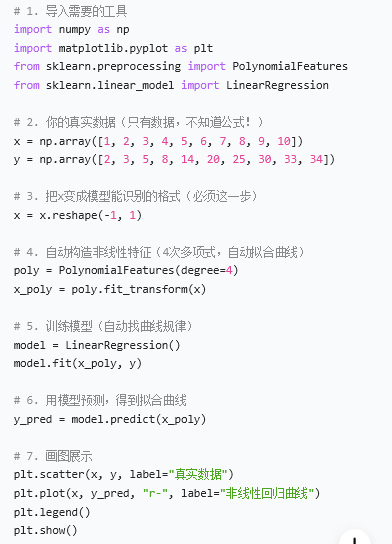 # 1. 导入需要的工具
import numpy as np
import matplotlib.pyplot as plt
from sklearn.preprocessing import PolynomialFeatures
from sklearn.linear_model import LinearRegression
# 2. 你的真实数据（只有数据，不知道公式！）
x = np.array([1, 2, 3, 4, 5, 6, 7, 8, 9, 10])
y = np.array([2, 3, 5, 8, 14, 20, 25, 30, 33, 34])
# 3. 把x变成模型能识别的格式（必须这一步）
x = x.reshape(-1, 1)
# 4. 自动构造非线性特征（4次多项式，自动拟合曲线）
poly = PolynomialFeatures(degree=4)
x_poly = poly.fit_transform(x)
# 5. 训练模型（自动找曲线规律）
model = LinearRegression()
model.fit(x_poly, y)
# 6. 用模型预测，得到拟合曲线
y_pred = model.predict(x_poly)
# 7. 画图展示
plt.scatter(x, y, label="真实数据")
plt.plot(x, y_pred, "r-", label="非线性回归曲线")
plt.legend()
plt.show()